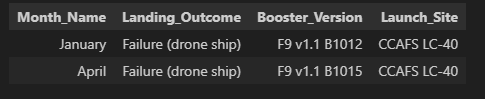 Month_Name Landing_Outcome Booster_Version Launch_Site
January Failure (drone ship) F9 v1.1 B1012 CCAFS LC-40
April Failure (drone ship) F9 v1.1 B1015 CCAFS LC-40